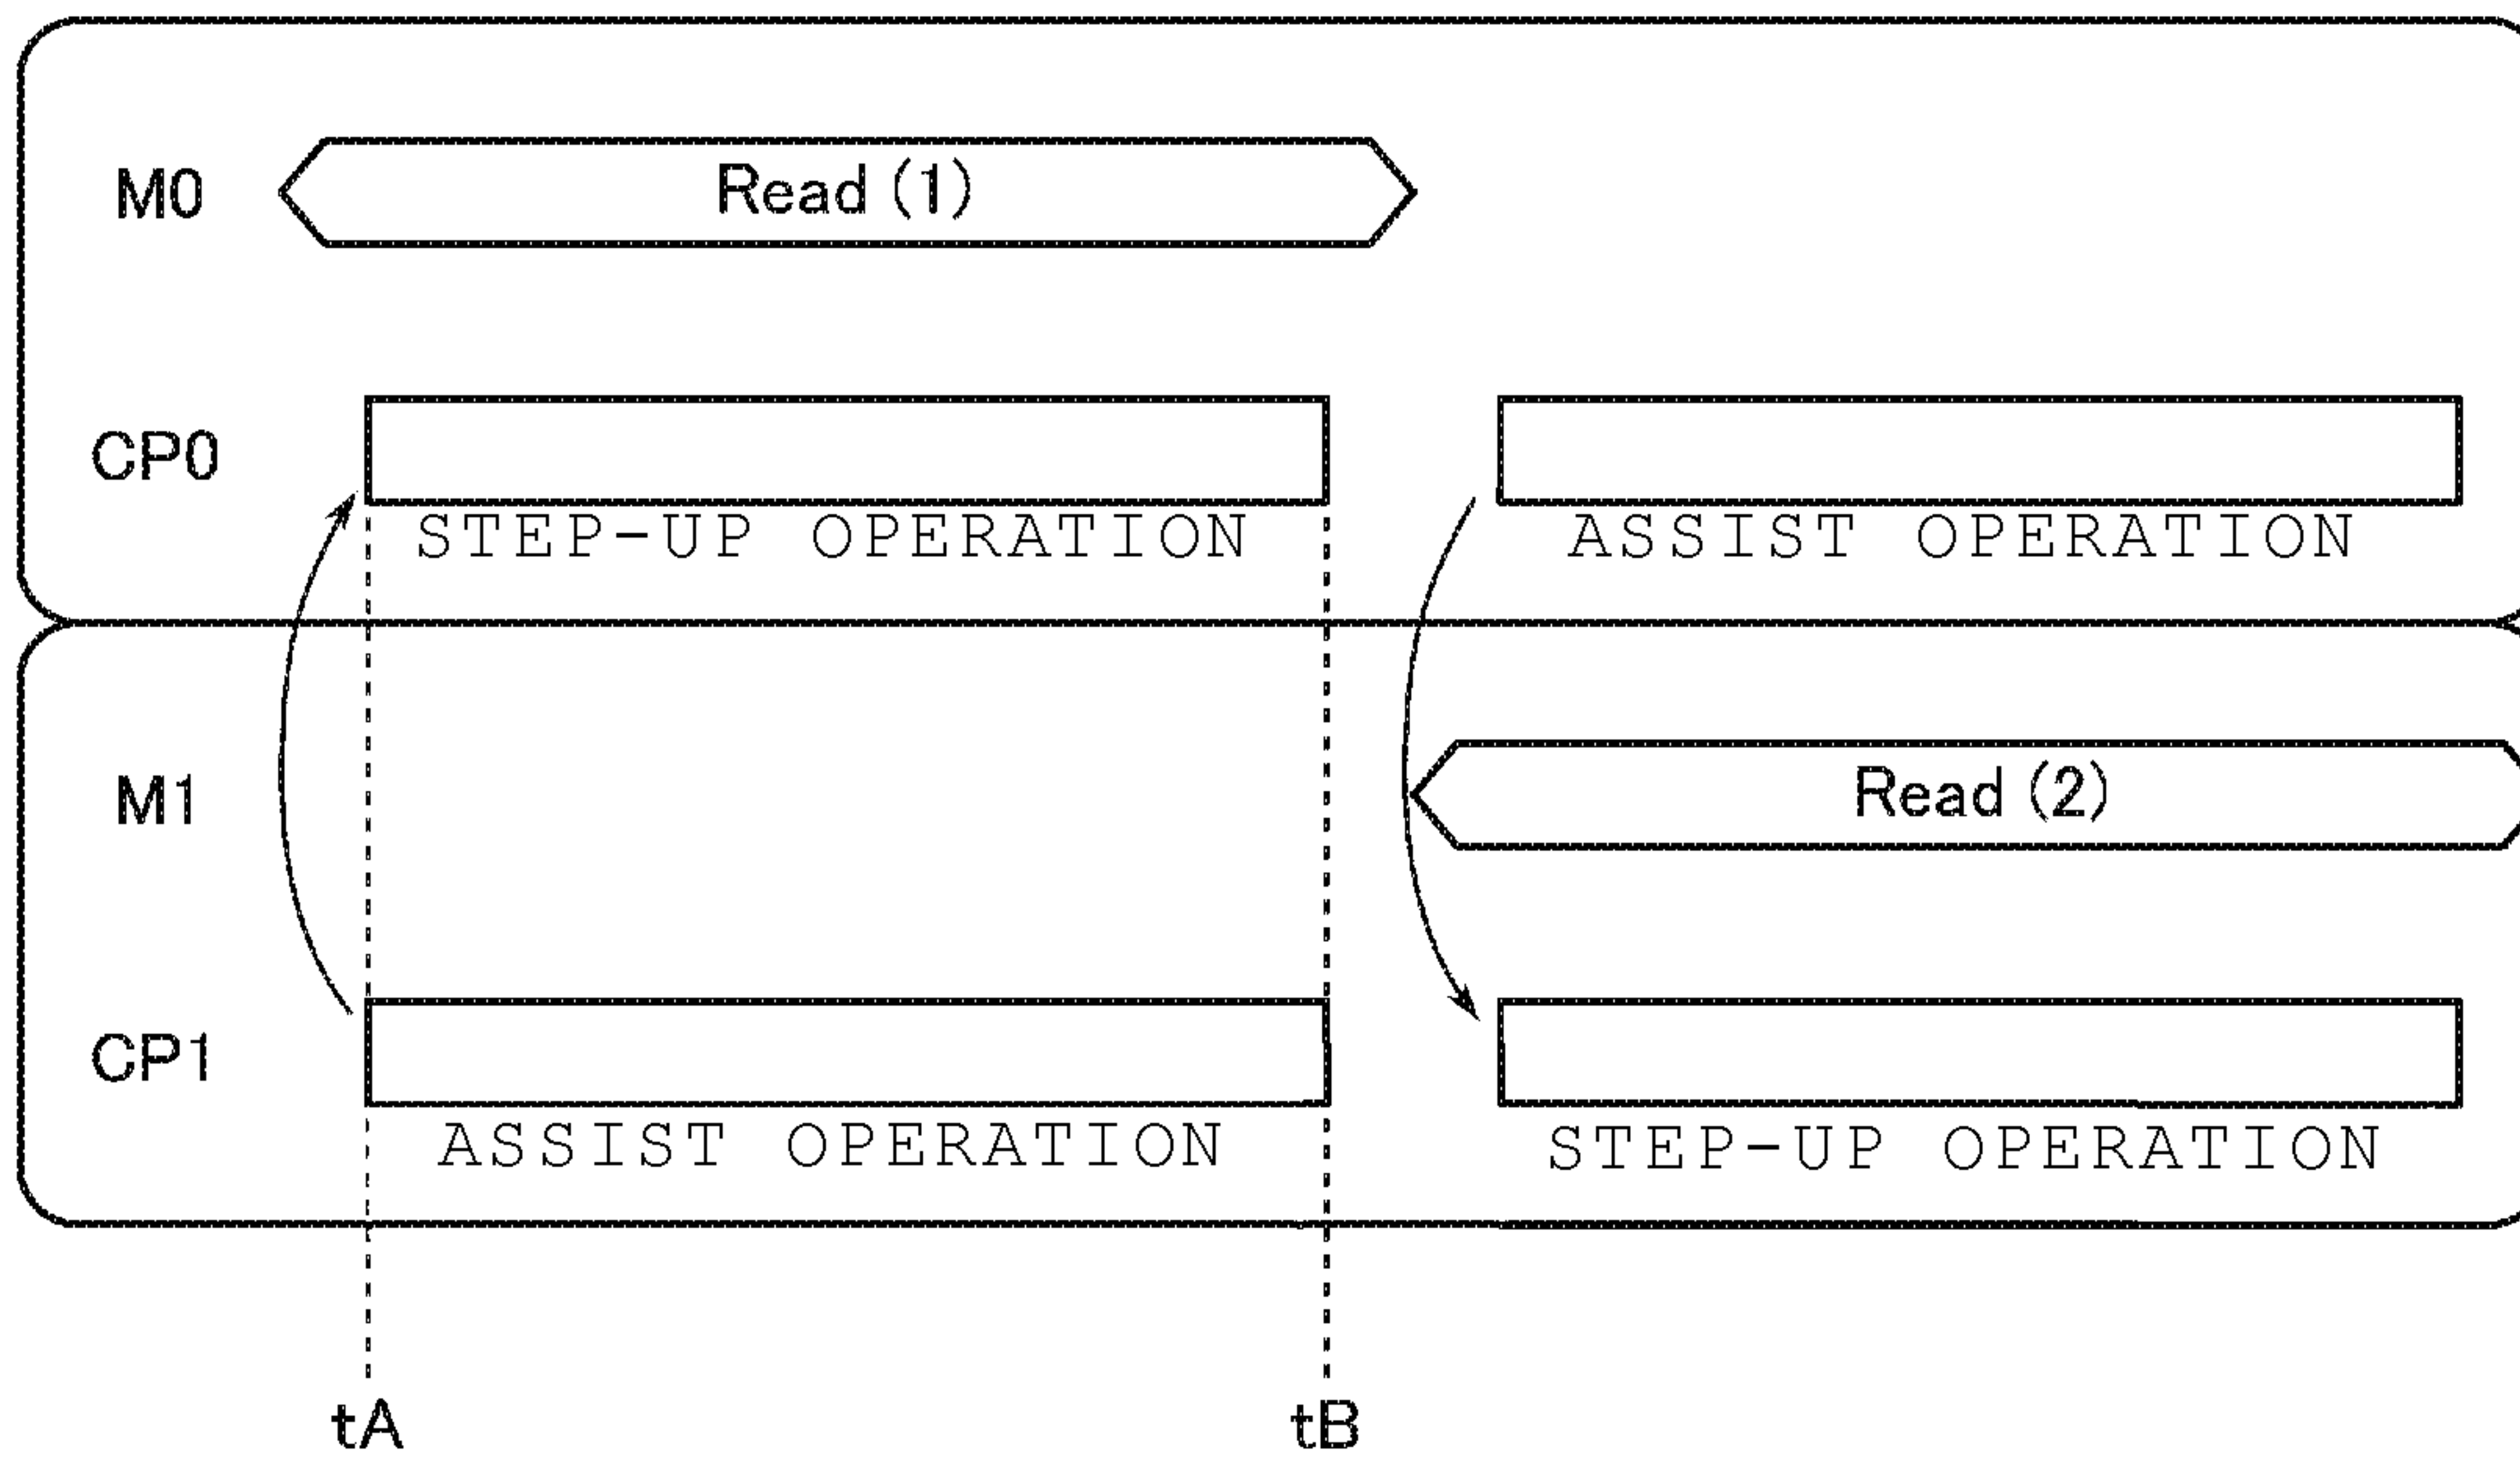 M0
Read (1)
CP0
STEP-UP OPERATION
ASSIST OPERATION
M1
Read (2)
CP1
ASSIST OPERATION
STEP-UP OPERATION
tA
tB